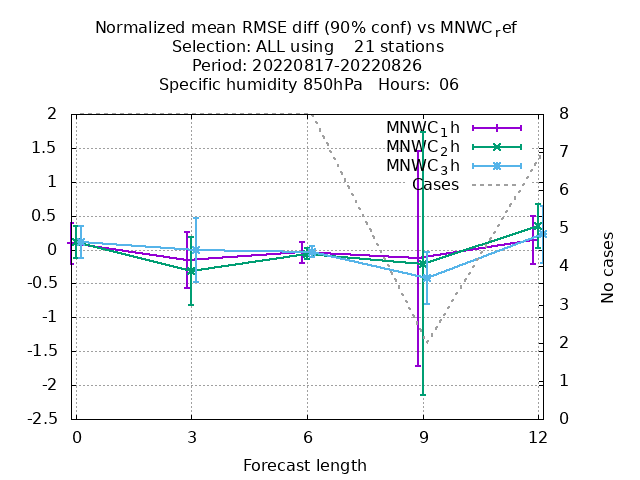 Normalized mean RMSE diff (90% conf) vs MNWC_ref
Selection: ALL using    21 stations
Period: 20220817-20220826
Specific humidity 850hPa   Hours:  06
2
1.5
1
0.5
0
-0.5
-1
-1.5
-2
-2.5
8
7
6
5
4
3
2
1
0
MNWC_1h
MNWC_2h
MNWC_3h
Cases
No cases
0 3 6 9 12
Forecast length